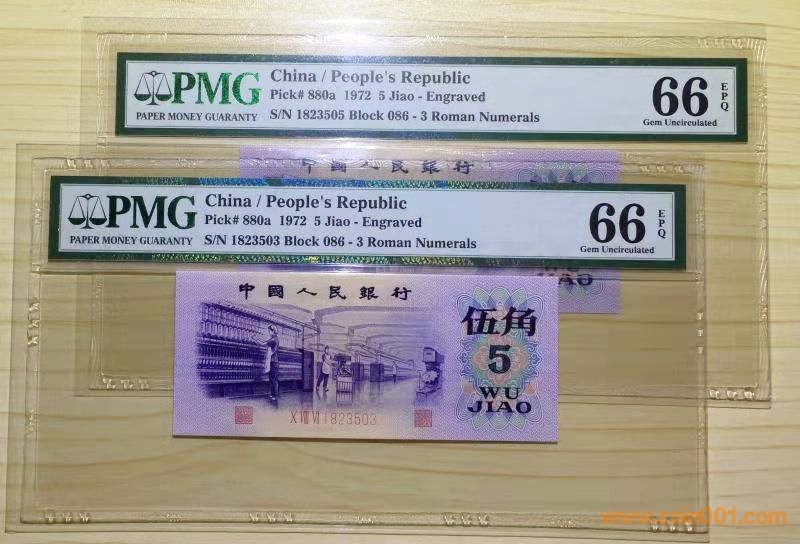 PMG
PAPER MONEY GUARANTY
China / People's Republic
Pick# 880a 1972 5 Jiao - Engraved
S/N 1823505 Block 086 - 3 Roman Numerals
66 EPQ
Gem Uncirculated
中國人民銀行
PMG
PAPER MONEY GUARANTY
China / People's Republic
Pick# 880a 1972 5 Jiao - Engraved
S/N 1823503 Block 086 - 3 Roman Numerals
66 EPQ
Gem Uncirculated
JIAO
中國人民銀行
伍角
5
WU
JIAO
X VIII VI 1823503